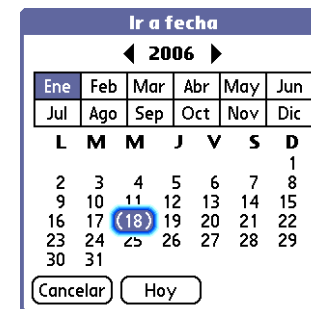 Ir a fecha
2006
Ene Feb Mar Abr May Jun
Jul Ago Sep Oct Nov Dic
L M M J V S D
1
2 3 4 5 6 7 8
9 10 11 12 13 14 15
16 17 (18) 19 20 21 22
23 24 25 26 27 28 29
30 31
Cancelar Hoy